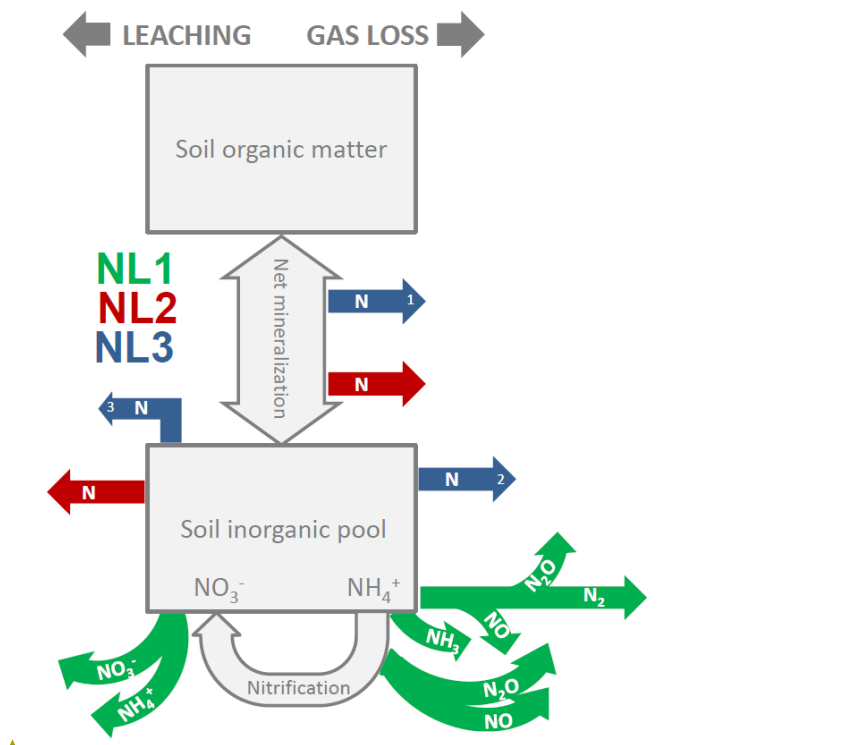 LEACHING GAS LOSS
Soil organic matter
NL1
NL2
NL3
Net mineralization
N 1
N
3 N
N
N 2
Soil inorganic pool
NO₃⁻ NH₄⁺
N₂O
N₂
NO
NH₃
NO₃⁻
NH₄⁺
Nitrification
N₂O
NO